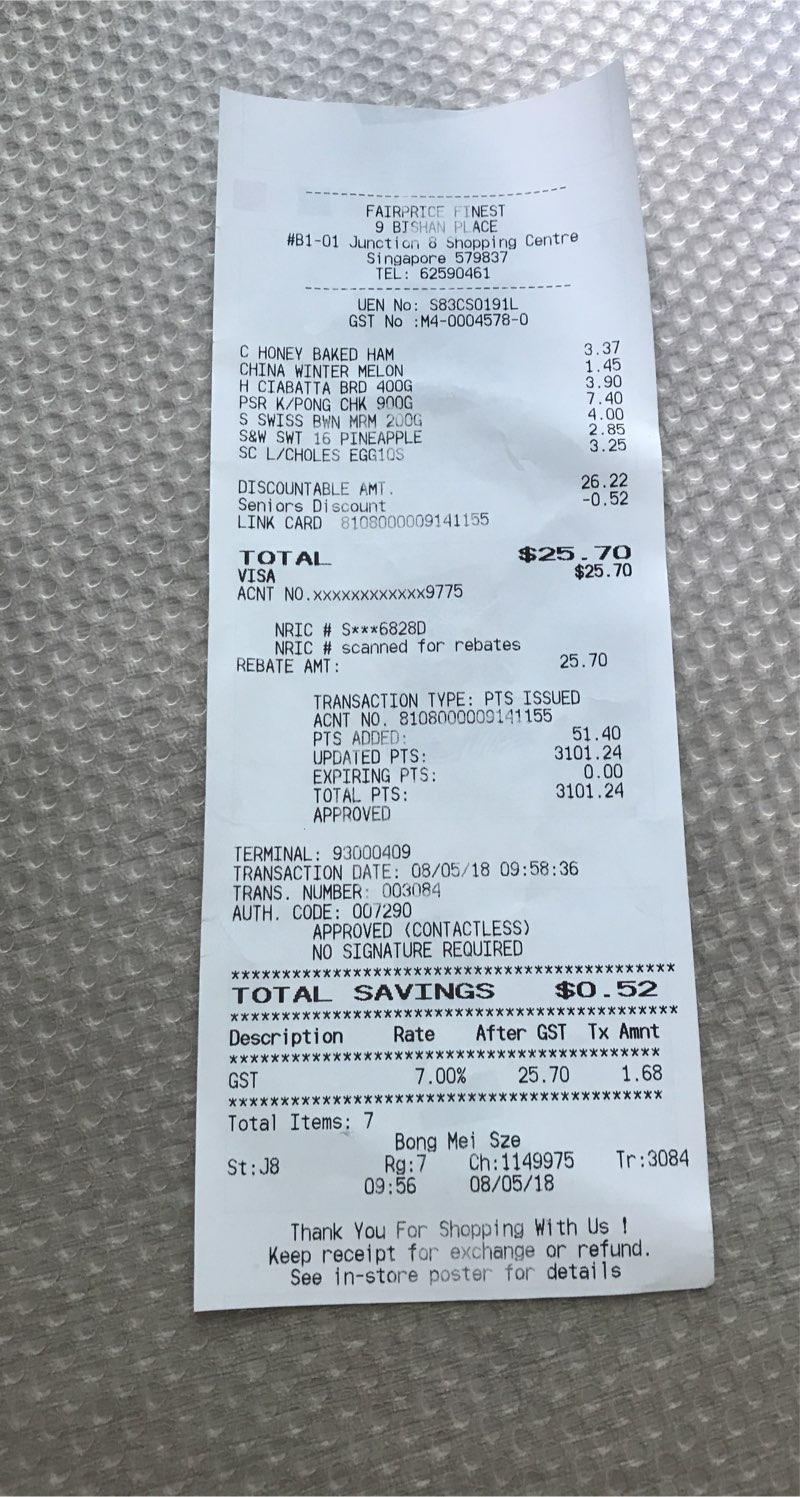 FAIRPRICE FINEST
9 BISHAN PLACE
#B1-01 Junction 8 Shopping Centre
Singapore 579837
TEL: 62590461
UEN No: S83CS0191L
GST No :M4-0004578-0
C HONEY BAKED HAM 3.37
CHINA WINTER MELON 1.45
H CIABATTA BRD 400G 3.90
PSR K/PONG CHK 900G 7.40
S SWISS BWN MRM 200G 4.00
S&W SWT 16 PINEAPPLE 2.85
SC L/CHOLES EGG10S 3.25
DISCOUNTABLE AMT. 26.22
Seniors Discount -0.52
LINK CARD 8108000009141155
TOTAL $25.70
VISA $25.70
ACNT NO.xxxxxxxxxxxx9775
NRIC # S***6828D
NRIC # scanned for rebates
REBATE AMT: 25.70
TRANSACTION TYPE: PTS ISSUED
ACNT NO. 8108000009141155
PTS ADDED: 51.40
UPDATED PTS: 3101.24
EXPIRING PTS: 0.00
TOTAL PTS: 3101.24
APPROVED
TERMINAL: 93000409
TRANSACTION DATE: 08/05/18 09:58:36
TRANS. NUMBER: 003084
AUTH. CODE: 007290
APPROVED (CONTACTLESS)
NO SIGNATURE REQUIRED
*******************************************
TOTAL SAVINGS $0.52
*******************************************
Description Rate After GST Tx Amnt
*******************************************
GST 7.00% 25.70 1.68
*******************************************
Total Items: 7
Bong Mei Sze
St:J8 Rg:7 Ch:1149975 Tr:3084
09:56 08/05/18
Thank You For Shopping With Us !
Keep receipt for exchange or refund.
See in-store poster for details